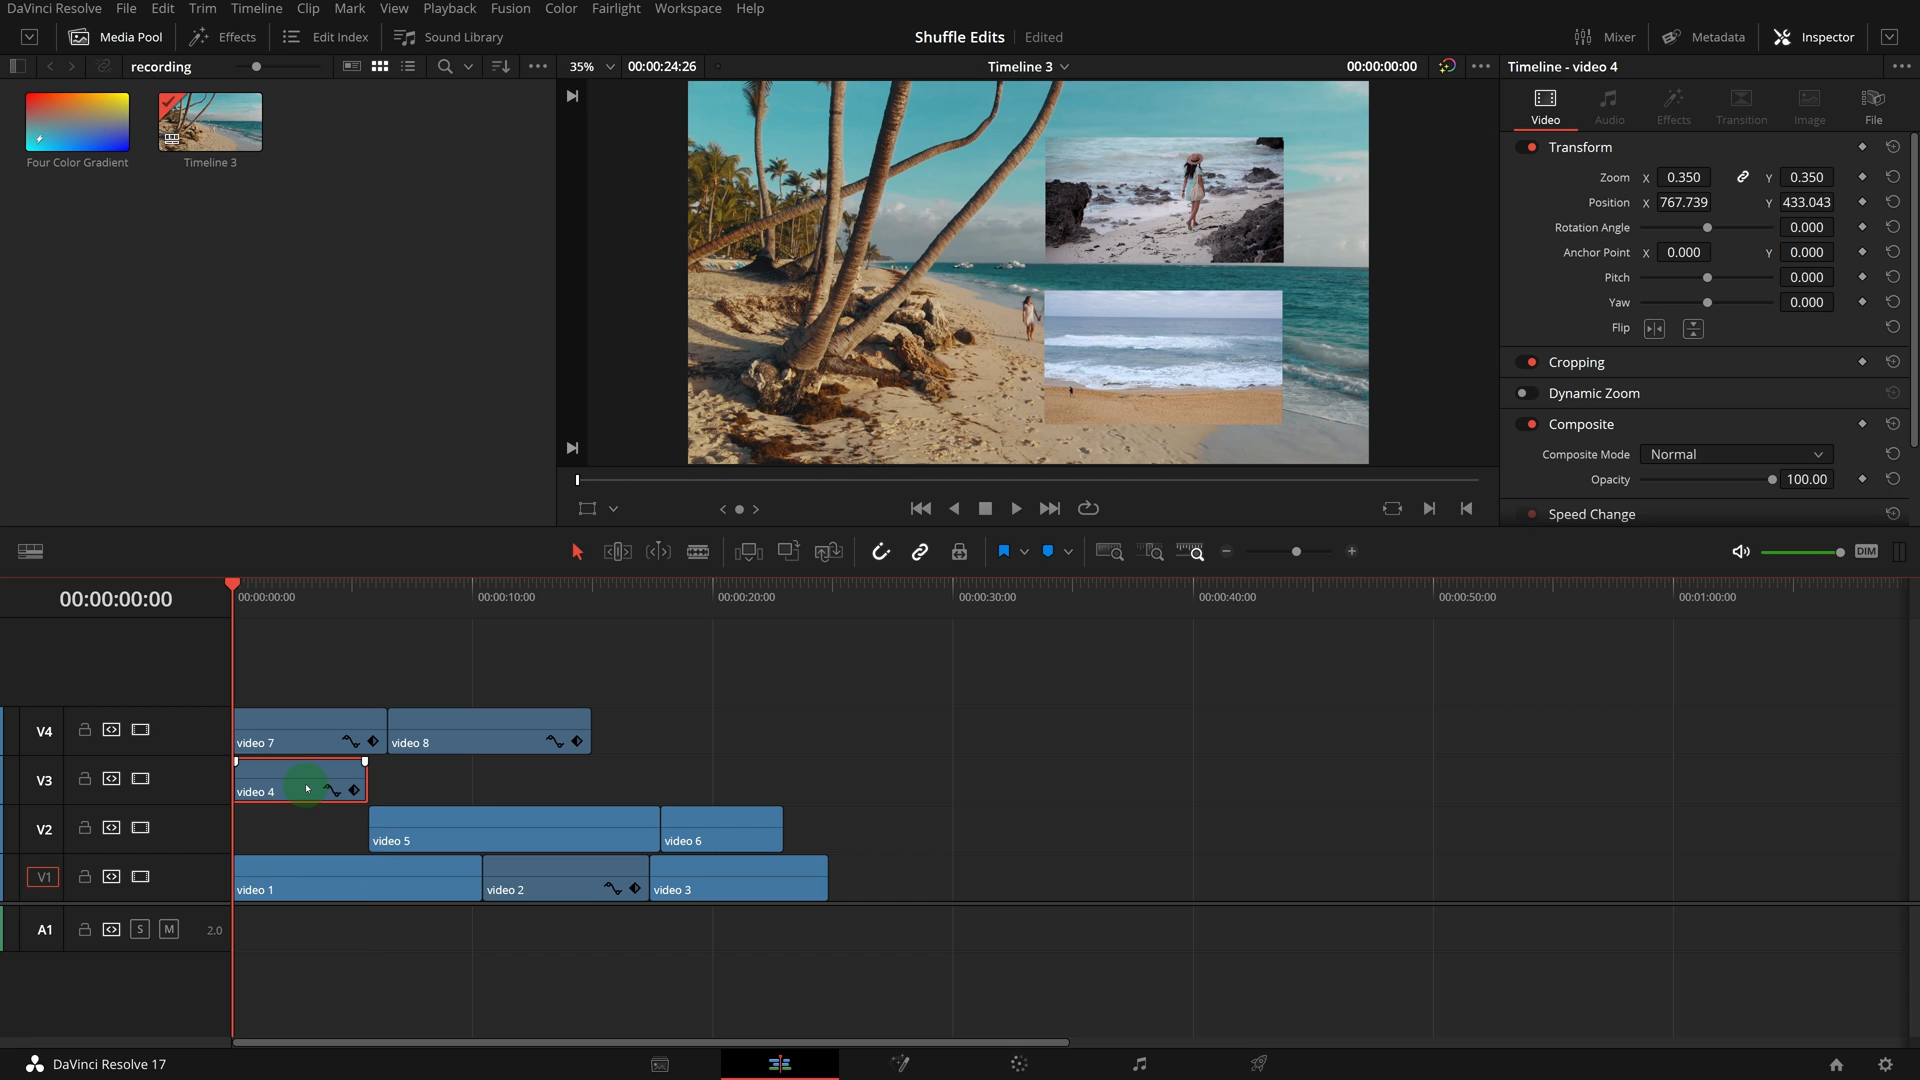 DaVinci Resolve File Edit Trim Timeline Clip Mark View Playback Fusion Color Fairlight Workspace Help
Media Pool Effects Edit Index Sound Library Shuffle Edits Edited Mixer Metadata Inspector
recording 35% 00:00:24:26 Timeline 3 00:00:00:00 Timeline - video 4
Video Audio Effects Transition Image File
Four Color Gradient Timeline 3
Transform
Zoom X 0.350 Y 0.350
Position X 767.739 Y 433.043
Rotation Angle 0.000
Anchor Point X 0.000 Y 0.000
Pitch 0.000
Yaw 0.000
Flip
Cropping
Dynamic Zoom
Composite
Composite Mode Normal
Opacity 100.00
Speed Change
DIM
00:00:00:00 00:00:00:00 00:00:10:00 00:00:20:00 00:00:30:00 00:00:40:00 00:00:50:00 00:01:00:00
V4 video 7 video 8
V3 video 4
V2 video 5 video 6
V1 video 1 video 2 video 3
A1 S M 2.0
DaVinci Resolve 17